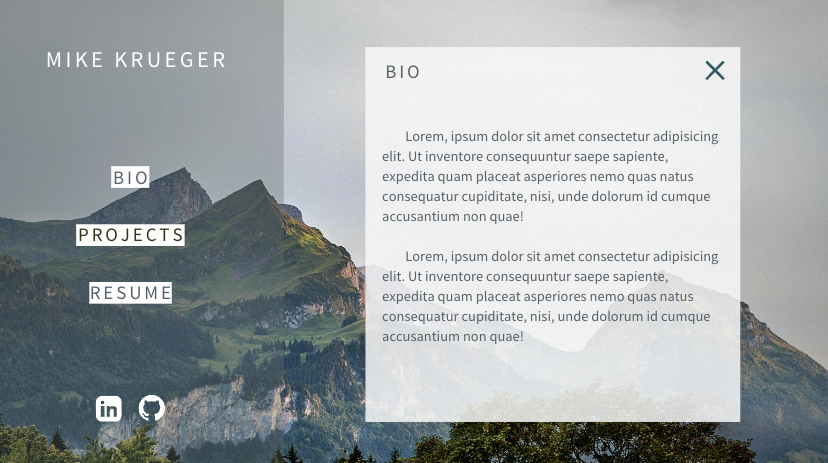 MIKE KRUEGER
BIO
PROJECTS
RESUME
in
BIO
Lorem, ipsum dolor sit amet consectetur adipisicing
elit. Ut inventore consequuntur saepe sapiente,
expedita quam placeat asperiores nemo quas natus
consequatur cupiditate, nisi, unde dolorum id cumque
accusantium non quae!
Lorem, ipsum dolor sit amet consectetur adipisicing
elit. Ut inventore consequuntur saepe sapiente,
expedita quam placeat asperiores nemo quas natus
consequatur cupiditate, nisi, unde dolorum id cumque
accusantium non quae!